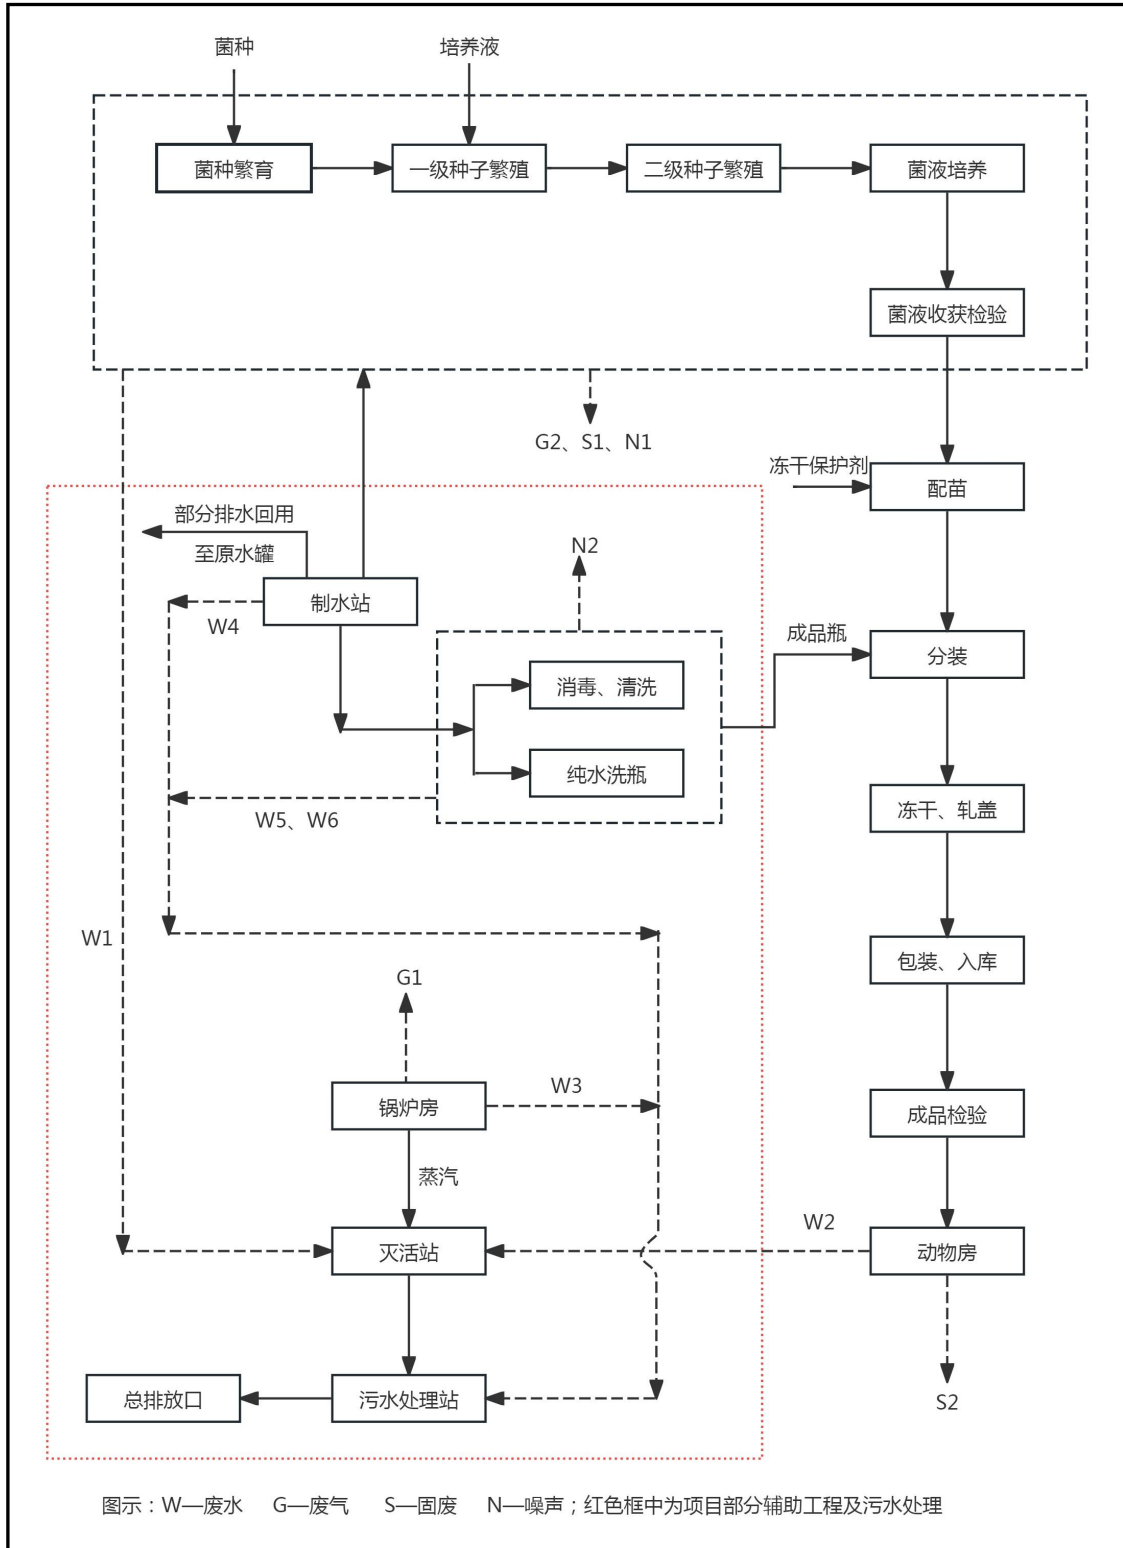 菌种
培养液
菌种繁育
一级种子繁殖
二级种子繁殖
菌液培养
菌液收获检验
G2、S1、N1
冻干保护剂
配苗
部分排水回用
至原水罐
N2
制水站
W4
成品瓶
分装
消毒、清洗
纯水洗瓶
冻干、轧盖
W5、W6
W1
包装、入库
G1
W3
锅炉房
成品检验
蒸汽
W2
灭活站
动物房
总排放口
污水处理站
S2
图示：W—废水 G—废气 S—固废 N—噪声；红色框中为项目部分辅助工程及污水处理